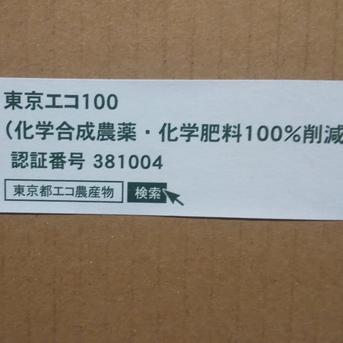 東京エコ100
(化学合成農薬・化学肥料100%削減
認証番号 381004
東京都エコ農産物 検索